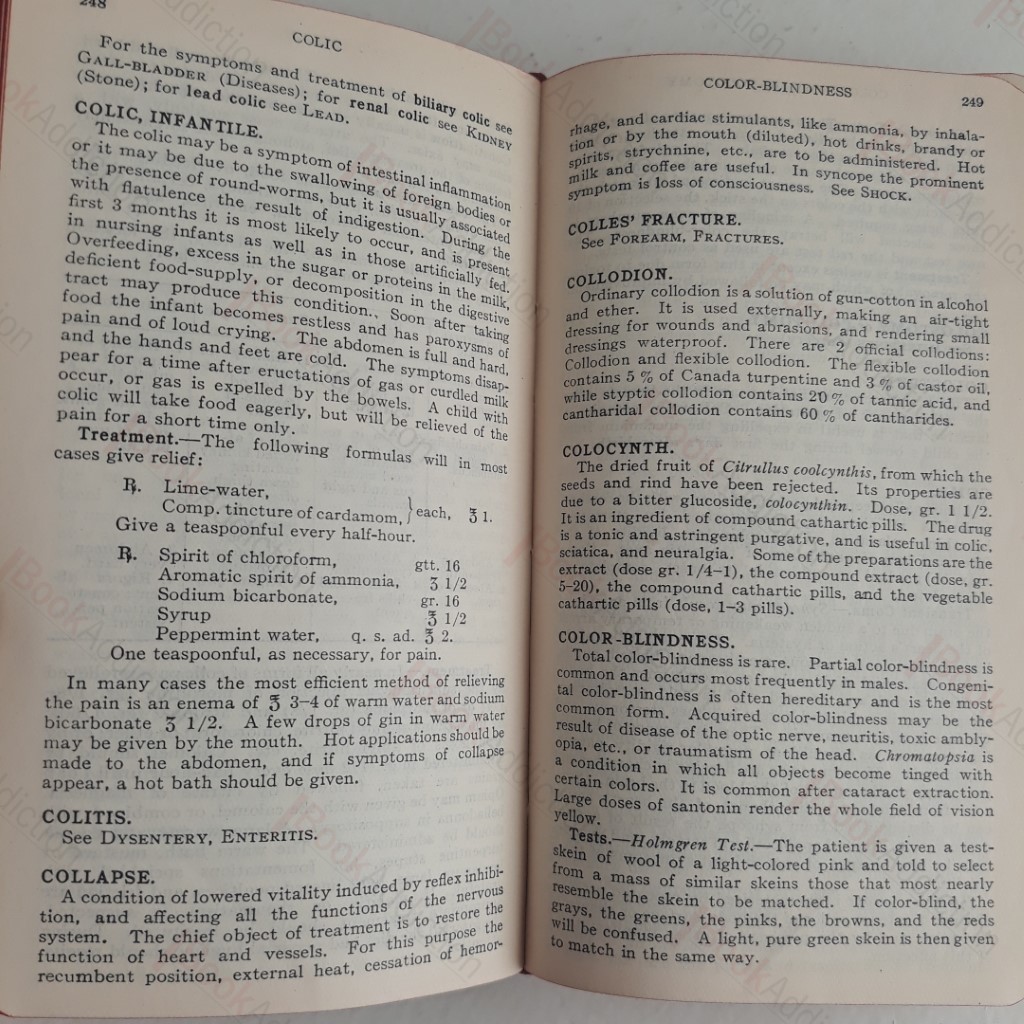 248
COLIC
For the symptoms and treatment of biliary colic see
GALL-BLADDER (Diseases); for renal colic see KIDNEY
(Stone); for lead colic see LEAD.
COLIC, INFANTILE.
The colic may be a symptom of intestinal inflammation
or it may be due to the swallowing of foreign bodies or
the presence of round-worms, but it is usually associated
with flatulence the result of indigestion. During the
first 3 months it is most likely to occur, and is present
in nursing infants as well as in those artificially fed.
Overfeeding, excess in the sugar or proteins in the milk,
deficient food-supply, or decomposition in the digestive
tract may produce this condition., Soon after taking
food the infant becomes restless and has paroxysms of
pain and of loud crying. The abdomen is full and hard,
and the hands and feet are cold. The symptoms disap-
pear for a time after eructations of gas or curdled milk
occur, or gas is expelled by the bowels. A child with
colic will take food eagerly, but will be relieved of the
pain for a short time only.
Treatment.—The following formulas will in most
cases give relief:
℞. Lime-water,
Comp. tincture of cardamom, } each, ℥ 1.
Give a teaspoonful every half-hour.
℞. Spirit of chloroform, gtt. 16
Aromatic spirit of ammonia, ʒ 1/2
Sodium bicarbonate, gr. 16
Syrup ℥ 1/2
Peppermint water, q. s. ad. ℥ 2.
One teaspoonful, as necessary, for pain.
In many cases the most efficient method of relieving
the pain is an enema of ℥ 3-4 of warm water and sodium
bicarbonate ʒ 1/2. A few drops of gin in warm water
may be given by the mouth. Hot applications should be
made to the abdomen, and if symptoms of collapse
appear, a hot bath should be given.
COLITIS.
See DYSENTERY, ENTERITIS.
COLLAPSE.
A condition of lowered vitality induced by reflex inhibi-
tion, and affecting all the functions of the nervous
system. The chief object of treatment is to restore the
function of heart and vessels. For this purpose the
recumbent position, external heat, cessation of hemor-
COLOR-BLINDNESS
249
rhage, and cardiac stimulants, like ammonia, by inhala-
tion or by the mouth (diluted), hot drinks, brandy or
spirits, strychnine, etc., are to be administered. Hot
milk and coffee are useful. In syncope the prominent
symptom is loss of consciousness. See SHOCK.
COLLES' FRACTURE.
See FOREARM, FRACTURES.
COLLODION.
Ordinary collodion is a solution of gun-cotton in alcohol
and ether. It is used externally, making an air-tight
dressing for wounds and abrasions, and rendering small
dressings waterproof. There are 2 official collodions:
Collodion and flexible collodion. The flexible collodion
contains 5 % of Canada turpentine and 3 % of castor oil,
while styptic collodion contains 20 % of tannic acid, and
cantharidal collodion contains 60 % of cantharides.
COLOCYNTH.
The dried fruit of Citrullus coolcynthis, from which the
seeds and rind have been rejected. Its properties are
due to a bitter glucoside, colocynthin. Dose, gr. 1 1/2.
It is an ingredient of compound cathartic pills. The drug
is a tonic and astringent purgative, and is useful in colic,
sciatica, and neuralgia. Some of the preparations are the
extract (dose gr. 1/4-1), the compound extract (dose, gr.
5-20), the compound cathartic pills, and the vegetable
cathartic pills (dose, 1-3 pills).
COLOR-BLINDNESS.
Total color-blindness is rare. Partial color-blindness is
common and occurs most frequently in males. Congeni-
tal color-blindness is often hereditary and is the most
common form. Acquired color-blindness may be the
result of disease of the optic nerve, neuritis, toxic ambly-
opia, etc., or traumatism of the head. Chromatopsia is
a condition in which all objects become tinged with
certain colors. It is common after cataract extraction.
Large doses of santonin render the whole field of vision
yellow.
Tests.—Holmgren Test.—The patient is given a test-
skein of wool of a light-colored pink and told to select
from a mass of similar skeins those that most nearly
resemble the skein to be matched. If color-blind, the
grays, the greens, the pinks, the browns, and the reds
will be confused. A light, pure green skein is then given
to match in the same way.